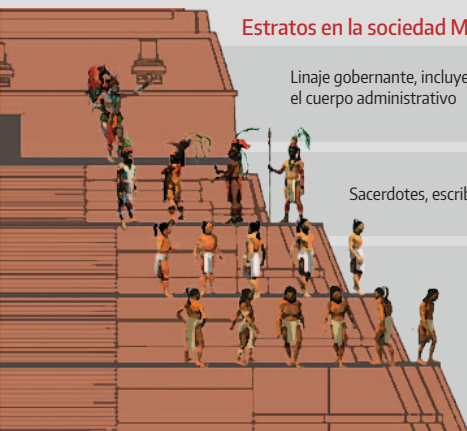 Estratos en la sociedad M
Linaje gobernante, incluye
el cuerpo administrativo
Sacerdotes, escrib